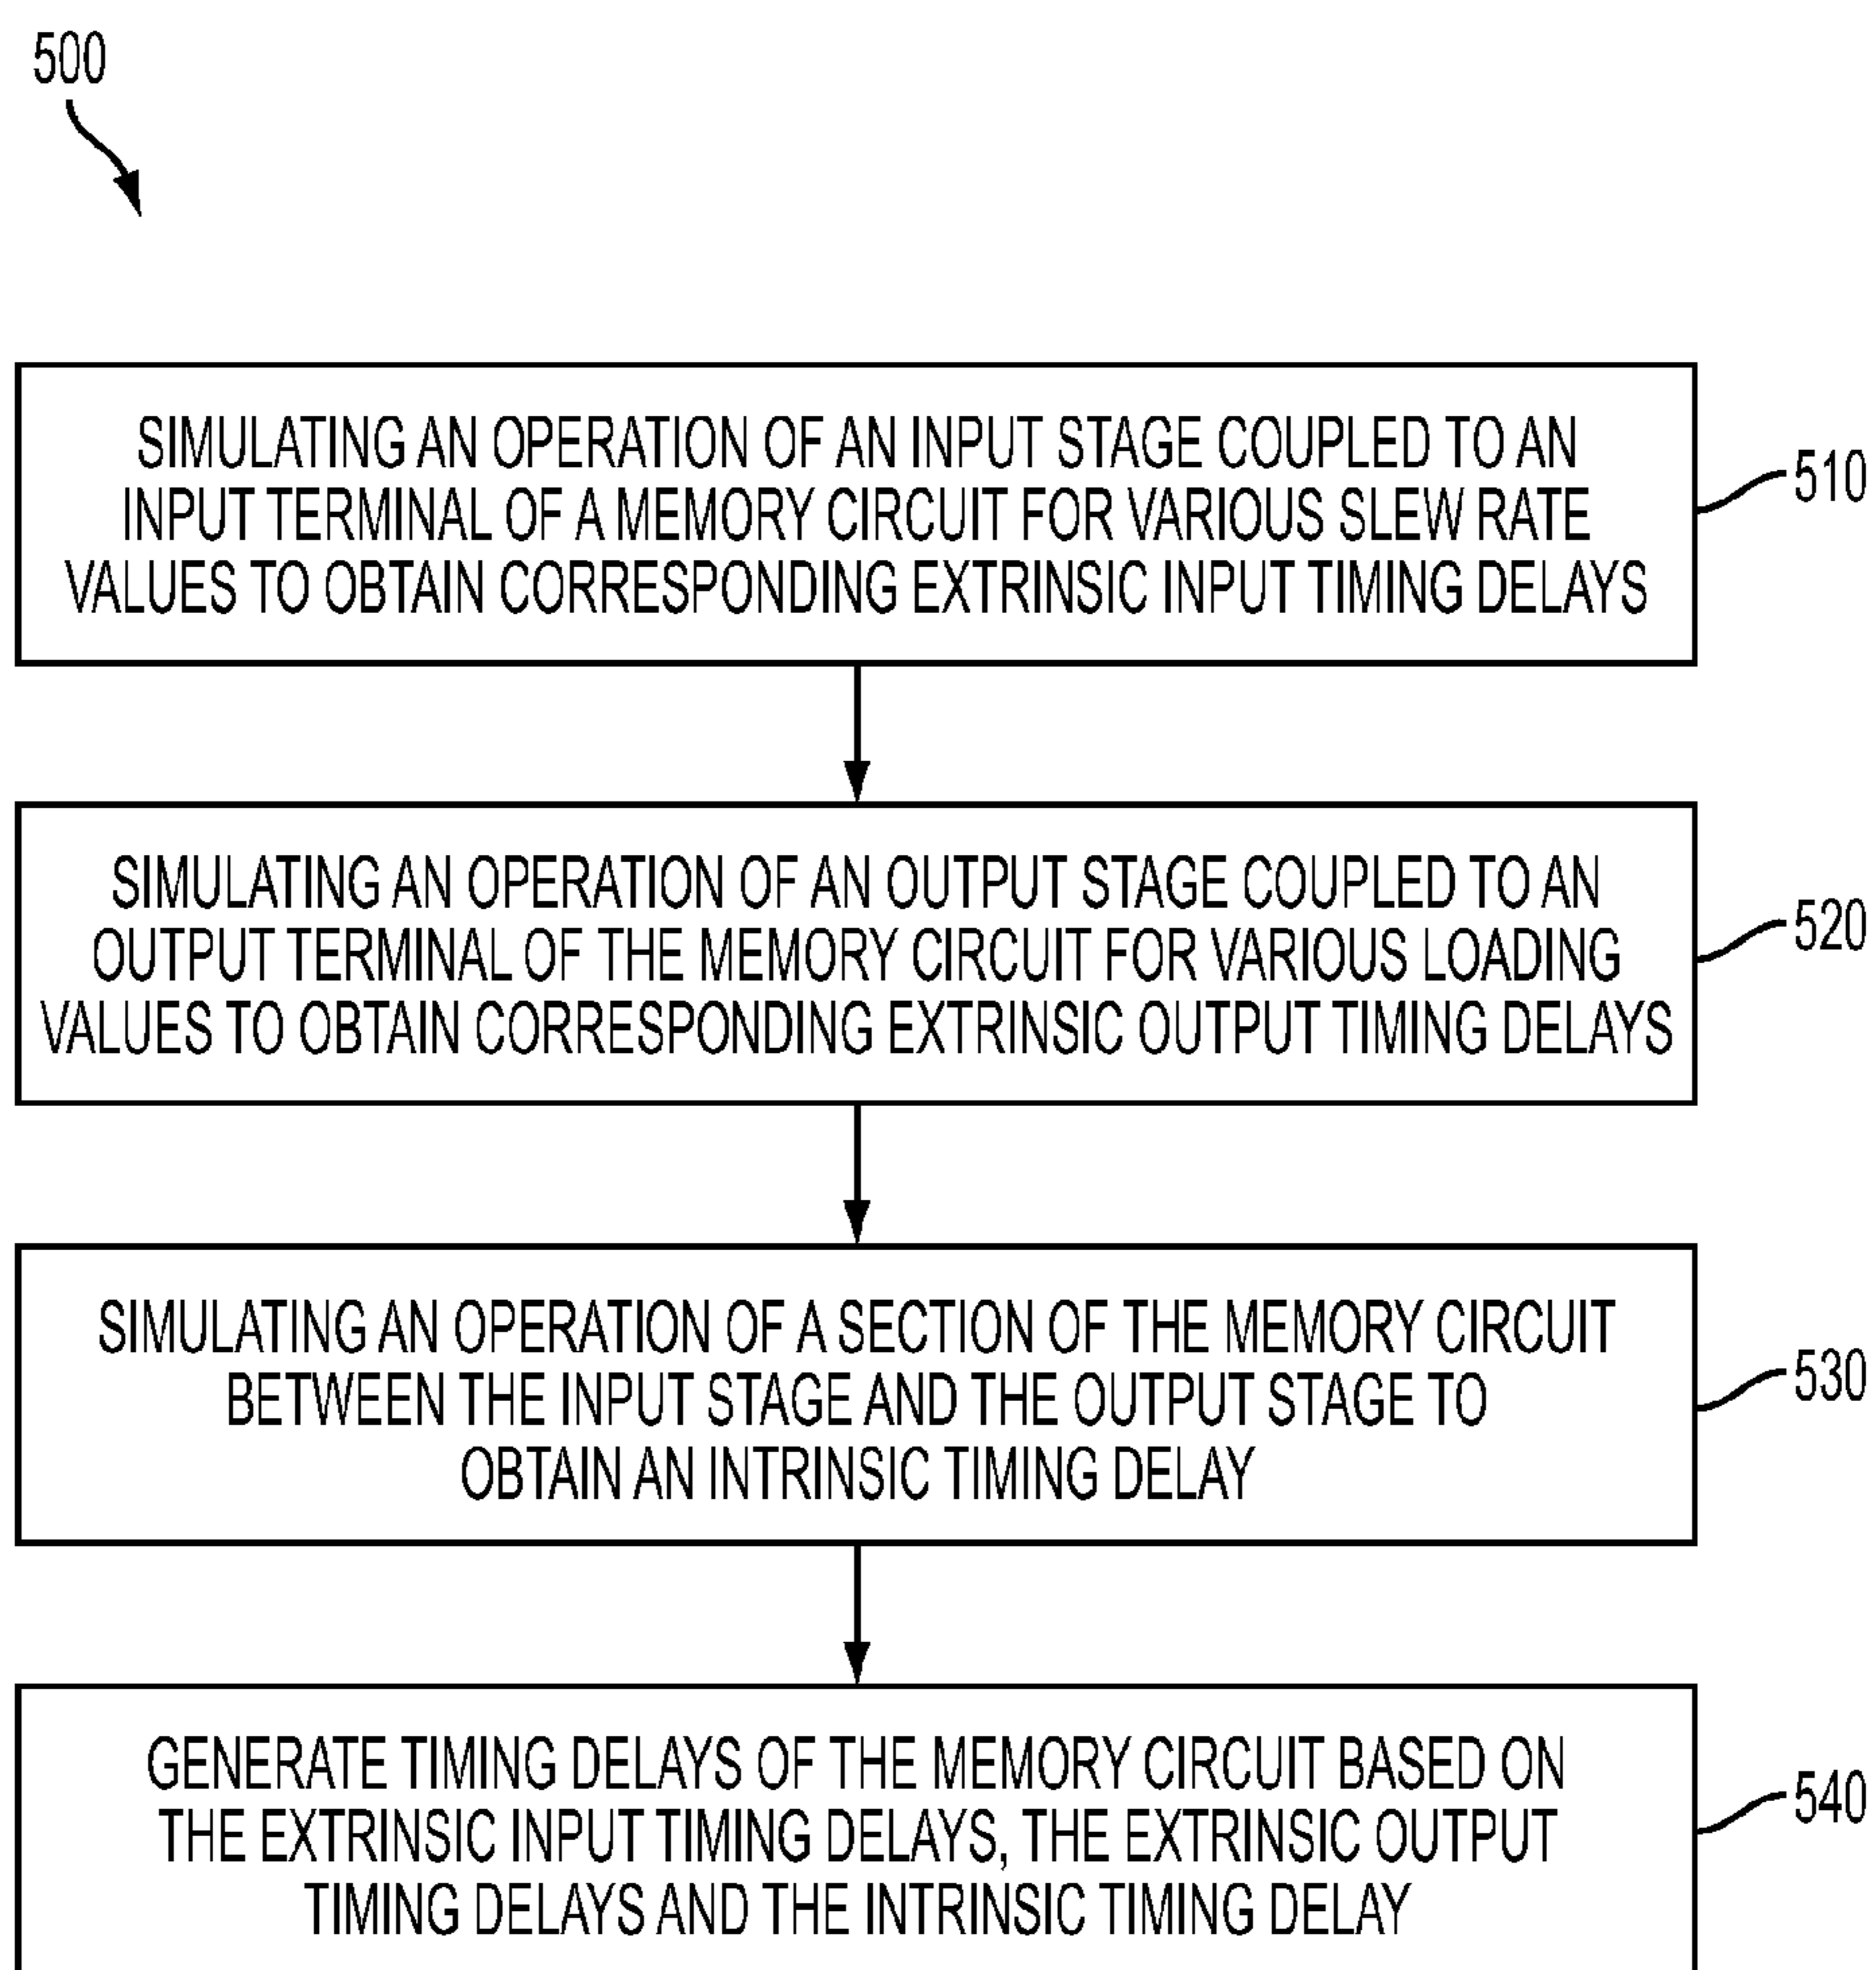 500
SIMULATING AN OPERATION OF AN INPUT STAGE COUPLED TO AN
INPUT TERMINAL OF A MEMORY CIRCUIT FOR VARIOUS SLEW RATE
VALUES TO OBTAIN CORRESPONDING EXTRINSIC INPUT TIMING DELAYS
510
SIMULATING AN OPERATION OF AN OUTPUT STAGE COUPLED TO AN
OUTPUT TERMINAL OF THE MEMORY CIRCUIT FOR VARIOUS LOADING
VALUES TO OBTAIN CORRESPONDING EXTRINSIC OUTPUT TIMING DELAYS
520
SIMULATING AN OPERATION OF A SECTION OF THE MEMORY CIRCUIT
BETWEEN THE INPUT STAGE AND THE OUTPUT STAGE TO
OBTAIN AN INTRINSIC TIMING DELAY
530
GENERATE TIMING DELAYS OF THE MEMORY CIRCUIT BASED ON
THE EXTRINSIC INPUT TIMING DELAYS, THE EXTRINSIC OUTPUT
TIMING DELAYS AND THE INTRINSIC TIMING DELAY
540